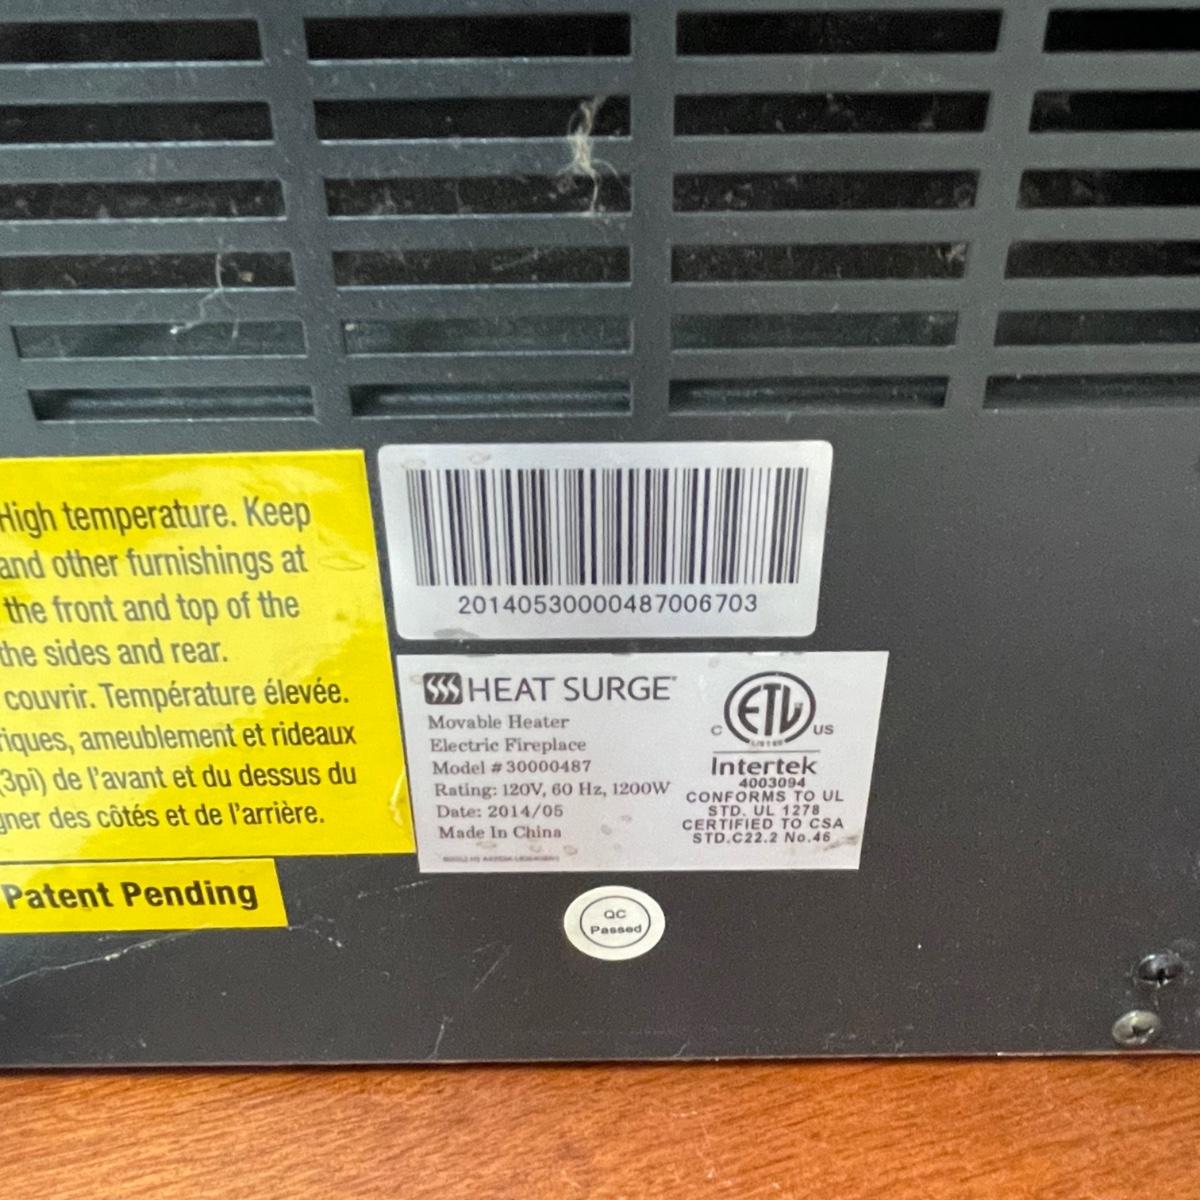 High temperature. Keep
and other furnishings at
the front and top of the
the sides and rear.
couvrir. Température élevée.
ameublement et rideaux
(3pi) de l'avant et du dessus du
des côtés et de l'arrière.
Patent Pending
20140530000487006703
HEAT SURGE
Movable Heater
Electric Fireplace
Model # 30000487
Rating: 120V, 60 Hz, 1200W
Date: 2014/05
Made In China
ETL
C US
LISTED
Intertek
4003094
CONFORMS TO UL
STD. UL 1278
CERTIFIED TO CSA
STD.C22.2 No.46
QC
Passed